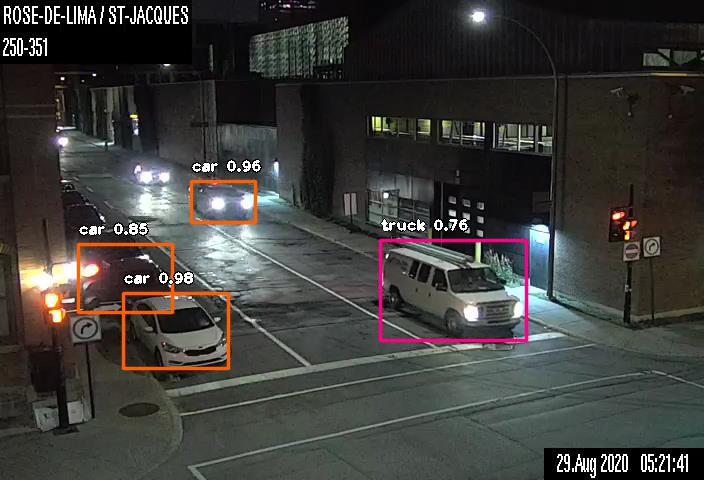 ROSE-DE-LIMA / ST-JACQUES
250-351
car 0.96
car 0.85
truck 0.76
car 0.98
29.Aug 2020 05:21:41